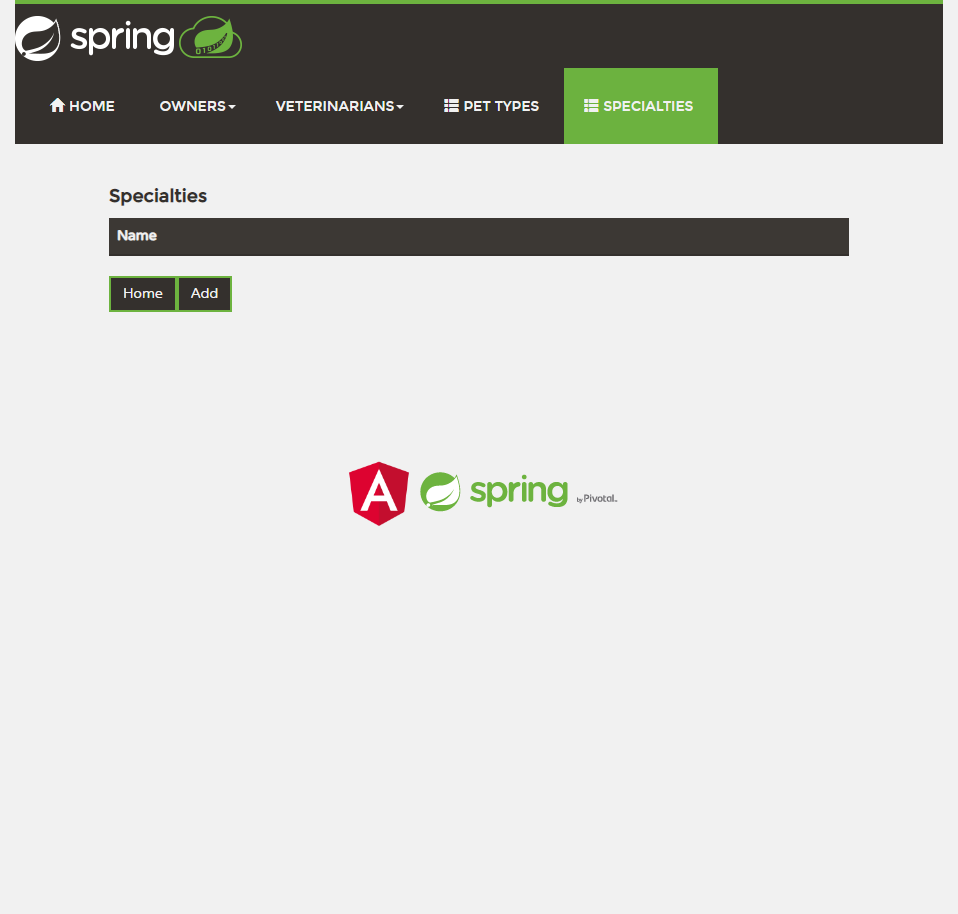 spring
HOME OWNERS VETERINARIANS PET TYPES SPECIALTIES
Specialties
Name
Home Add
spring by Pivotal.